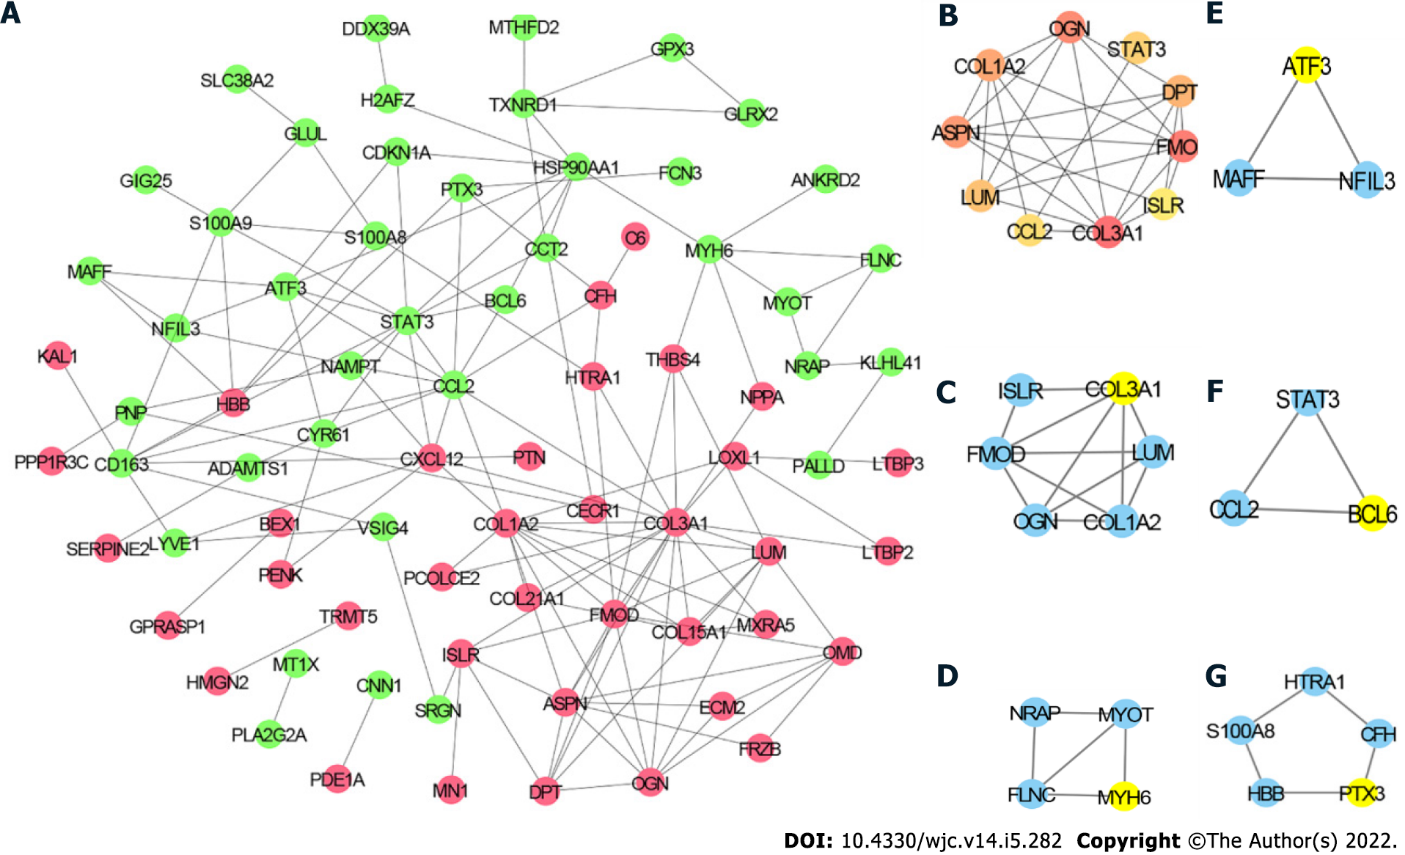 A
B
E
DDX39A
MTHFD2
GPX3
OGN
STAT3
SLC38A2
H2AFZ
TXNRD1
GLRX2
COL1A2
DPT
ATF3
GLUL
CDKN1A
HSP90AA1
FCN3
ANKRD2
ASPN
FMO
GIG25
PTX3
LUM
ISLR
MAFF
NFIL3
S100A9
S100A8
CCT2
C6
MYH6
FLNC
CCL2
COL3A1
MAFF
ATF3
BCL6
CFH
MYOT
NFIL3
STAT3
KAL1
NAMPT
CCL2
HTRA1
THBS4
NRAP
KLHL41
C
F
ISLR
COL3A1
STAT3
PNP
HBB
NPPA
CYR61
FMOD
LUM
PPP1R3C
CD163
ADAMTS1
CXCL12
PTN
LOXL1
PALLD
LTBP3
OGN
COL1A2
CCL2
BCL6
BEX1
VSIG4
COL1A2
CECR1
COL3A1
SERPINE2
LYVE1
LUM
LTBP2
PENK
PCOLCE2
COL21A1
GPRASP1
TRMT5
FMOD
COL15A1
MXRA5
HMGN2
MT1X
ISLR
OMD
D
G
CNN1
SRGN
ASPN
ECM2
NRAP
MYOT
HTRA1
PLA2G2A
FRZB
S100A8
CFH
PDE1A
MN1
DPT
OGN
FLNC
MYH6
HBB
PTX3
DOI: 10.4330/wjc.v14.i5.282 Copyright ©The Author(s) 2022.